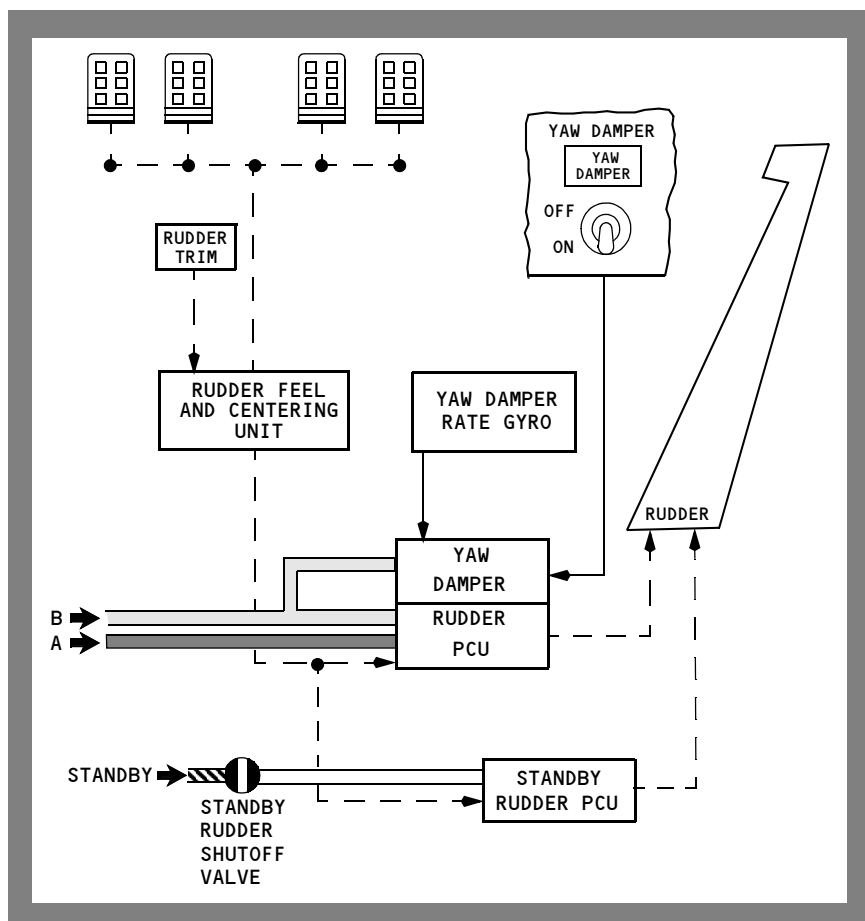 YAW DAMPER
YAW
DAMPER
OFF
ON
RUDDER
TRIM
RUDDER FEEL
AND CENTERING
UNIT
YAW DAMPER
RATE GYRO
RUDDER
YAW
DAMPER
B
RUDDER
A
PCU
STANDBY
STANDBY
RUDDER PCU
STANDBY
RUDDER
SHUTOFF
VALVE